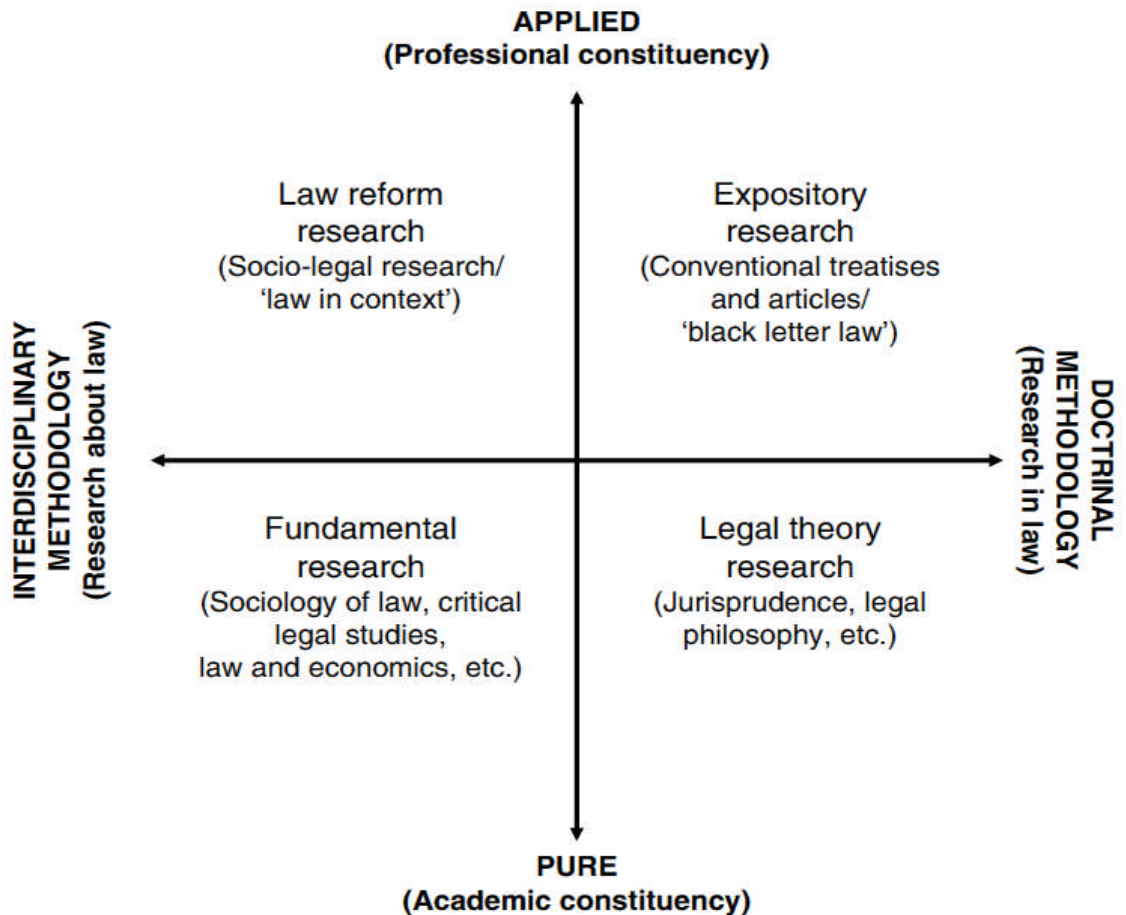 APPLIED
(Professional constituency)
Law reform
research
(Socio-legal research/
‘law in context’)
Expository
research
(Conventional treatises
and articles/
‘black letter law’)
INTERDISCIPLINARY
METHODOLOGY
(Research about law)
DOCTRINAL
METHODOLOGY
(Research in law)
Fundamental
research
(Sociology of law, critical
legal studies,
law and economics, etc.)
Legal theory
research
(Jurisprudence, legal
philosophy, etc.)
PURE
(Academic constituency)